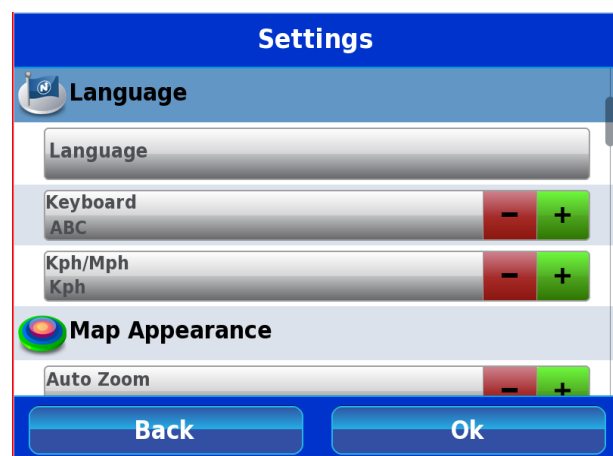 Settings
Language
Language
Keyboard
ABC
− +
Kph/Mph
Kph
− +
Map Appearance
Auto Zoom
− +
Back Ok